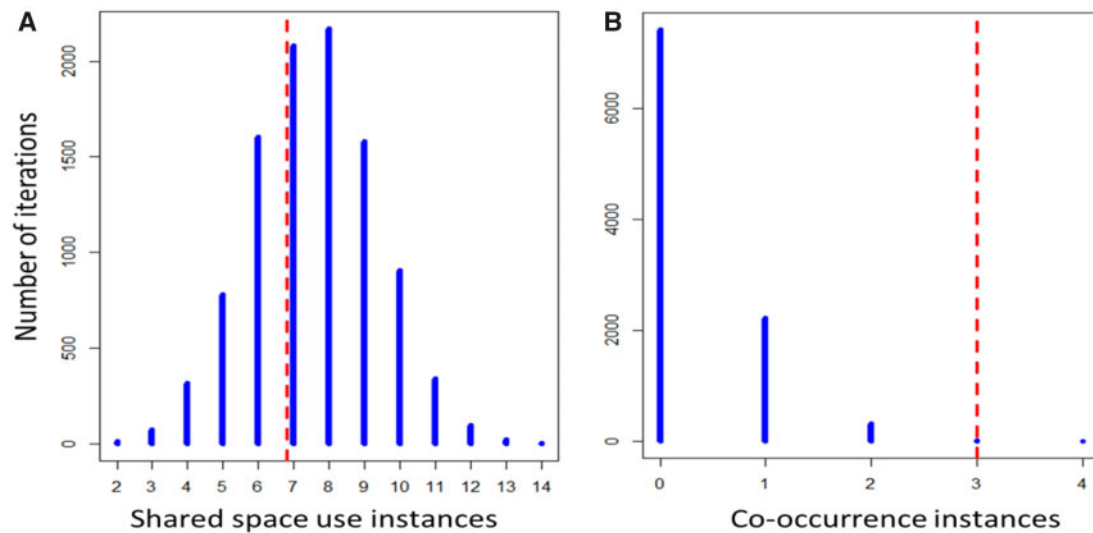 A
B
Number of iterations
2000
1500
1000
500
0
2 3 4 5 6 7 8 9 10 11 12 13 14
Shared space use instances
6000
4000
2000
0
0 1 2 3 4
Co-occurrence instances